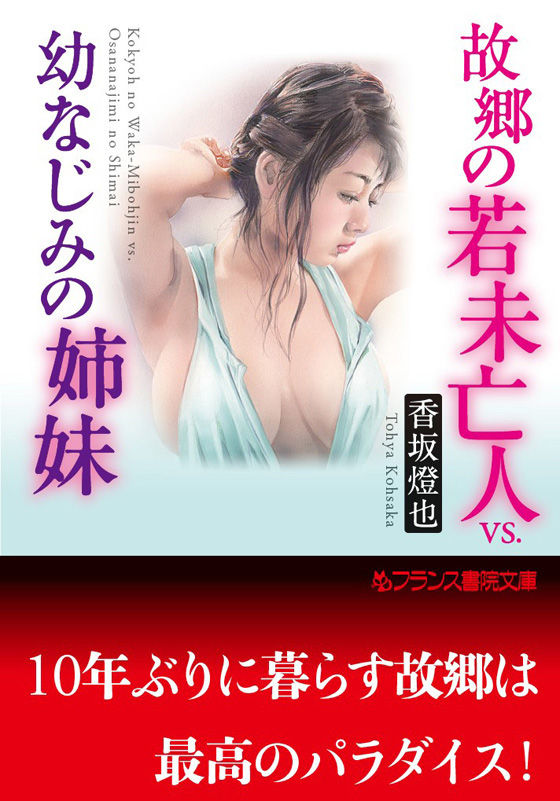 故郷の若未亡人vs.
幼なじみの姉妹
Kokyoh no Waka-Mibohjin vs.
Osananajimi no Shimai
香坂燈也
Tohya Kohsaka
フランス書院文庫
10年ぶりに暮らす故郷は
最高のパラダイス!